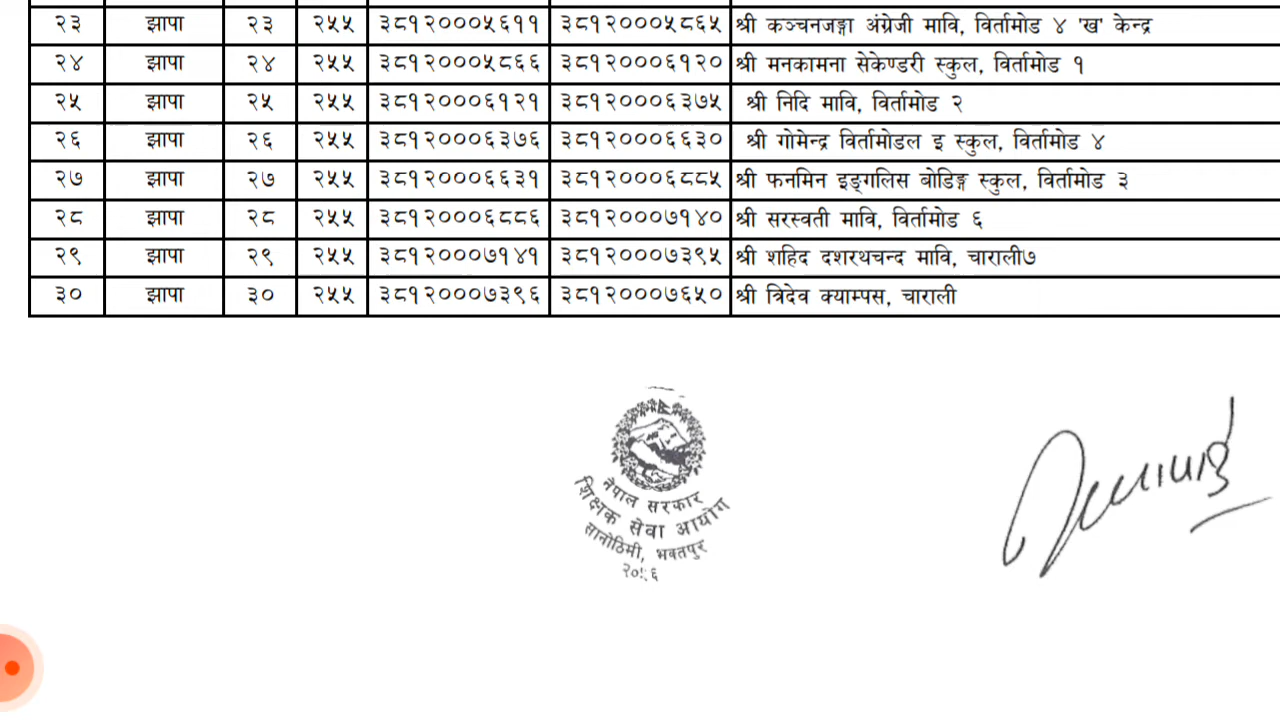 २३ झापा २३ २५५ ३८१२०००५६११ ३८१२०००५८६५ श्री कञ्चनजङ्गा अंग्रेजी मावि, विर्तामोड ४ 'ख' केन्द्र
२४ झापा २४ २५५ ३८१२०००५८६६ ३८१२०००६१२० श्री मनकामना सेकेण्डरी स्कुल, विर्तामोड १
२५ झापा २५ २५५ ३८१२०००६१२१ ३८१२०००६३७५ श्री निदि मावि, विर्तामोड २
२६ झापा २६ २५५ ३८१२०००६३७६ ३८१२०००६६३० श्री गोमेन्द्र विर्तामोडल इ स्कुल, विर्तामोड ४
२७ झापा २७ २५५ ३८१२०००६६३१ ३८१२०००६८८५ श्री फनमिन इङ्गलिस बोडिङ्ग स्कुल, विर्तामोड ३
२८ झापा २८ २५५ ३८१२०००६८८६ ३८१२०००७१४० श्री सरस्वती मावि, विर्तामोड ६
२९ झापा २९ २५५ ३८१२०००७१४१ ३८१२०००७३९५ श्री शहिद दशरथचन्द मावि, चाराली७
३० झापा ३० २५५ ३८१२०००७३९६ ३८१२०००७६५० श्री त्रिदेव क्याम्पस, चाराली
नेपाल सरकार
शिक्षक सेवा आयोग
सानोठिमी, भक्तपुर